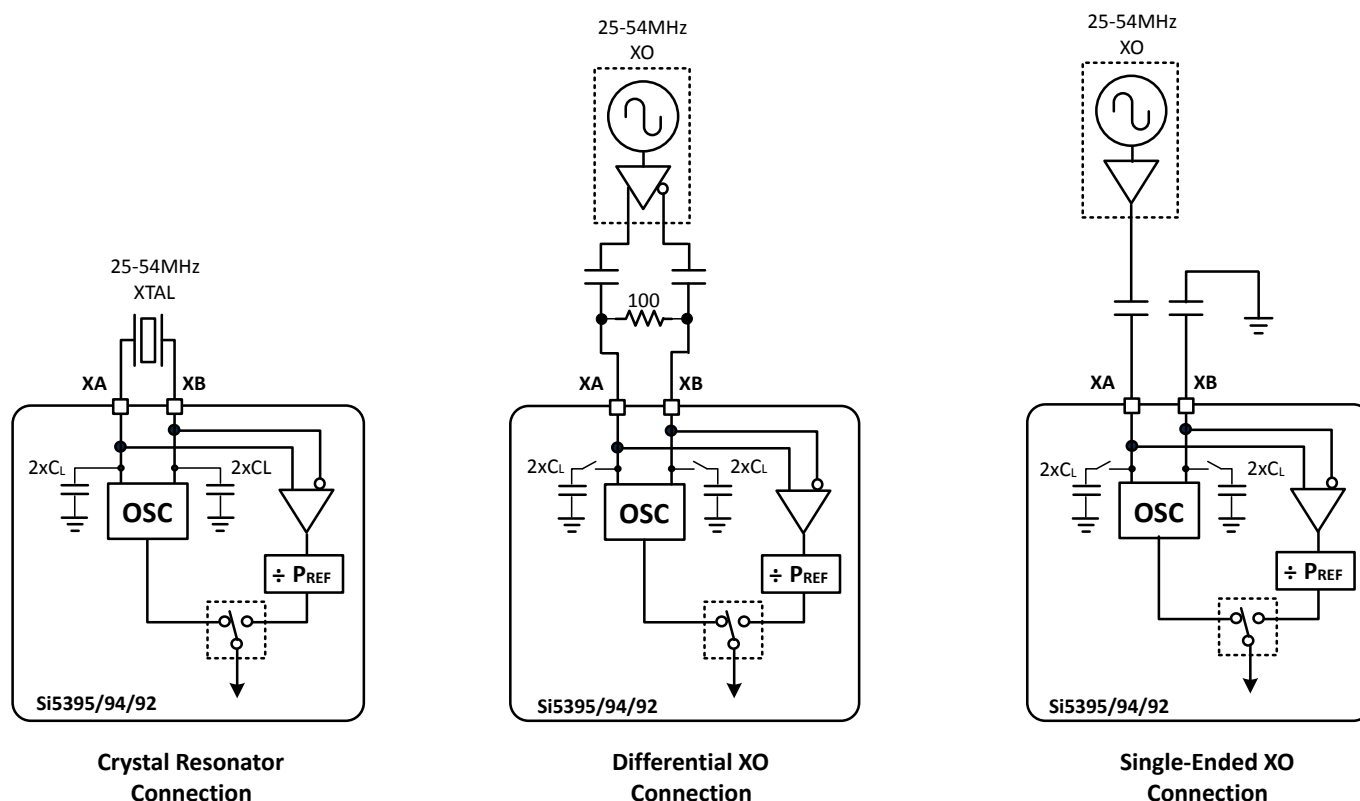 25-54MHz
XTAL
XA
XB
2xCL
2xCL
OSC
÷ PREF
Si5395/94/92
Crystal Resonator
Connection
25-54MHz
XO
100
XA
XB
2xCL
2xCL
OSC
÷ PREF
Si5395/94/92
Differential XO
Connection
25-54MHz
XO
XA
XB
2xCL
2xCL
OSC
÷ PREF
Si5395/94/92
Single-Ended XO
Connection